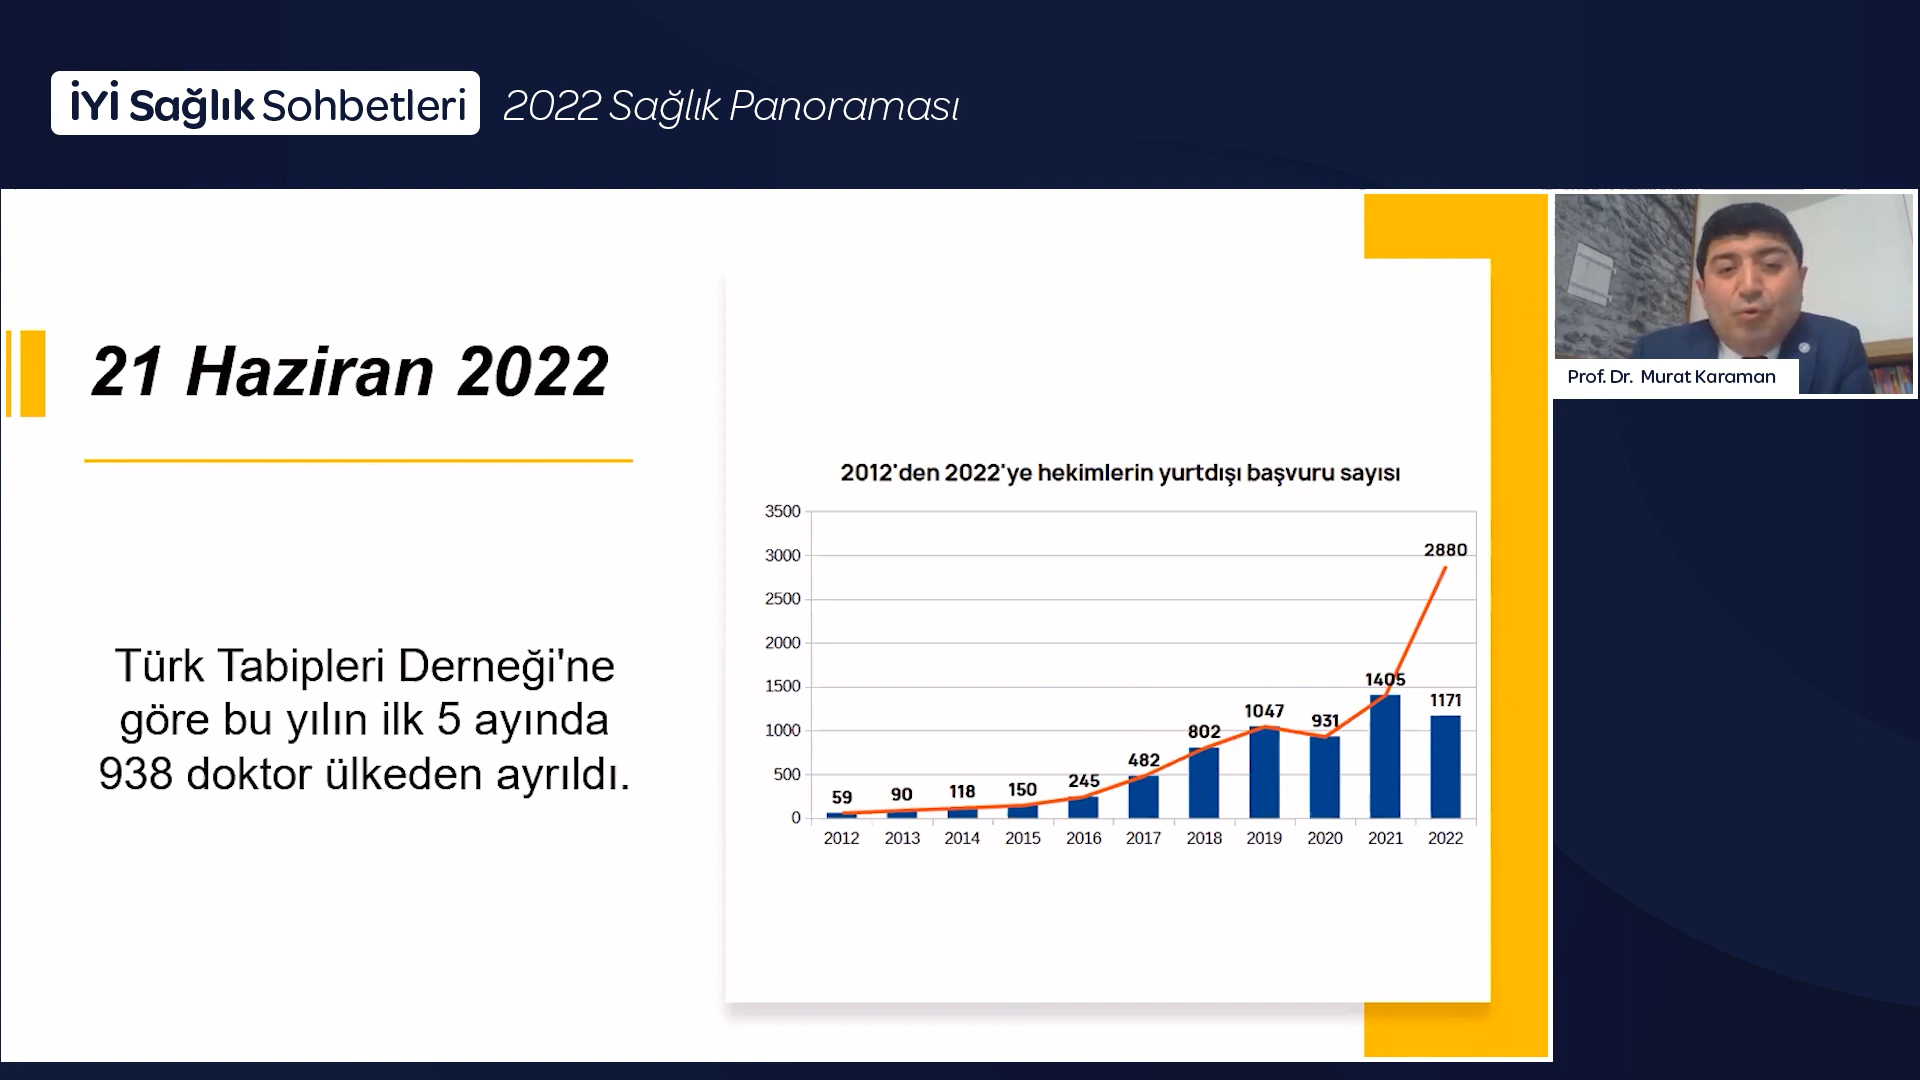 İYİ Sağlık Sohbetleri 2022 Sağlık Panoraması
21 Haziran 2022
Türk Tabipleri Derneği'ne
göre bu yılın ilk 5 ayında
938 doktor ülkeden ayrıldı.
2012'den 2022'ye hekimlerin yurtdışı başvuru sayısı
3500
3000
2500
2000
1500
1000
500
0
59
90
118
150
245
482
802
1047
931
1405
2880
1171
2012 2013 2014 2015 2016 2017 2018 2019 2020 2021 2022
Prof. Dr. Murat Karaman